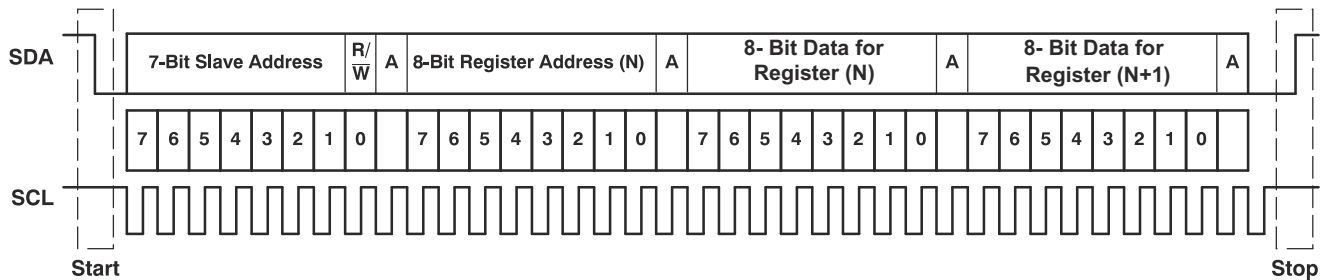 SDA
7-Bit Slave Address
R/
W
A
8-Bit Register Address (N)
A
8- Bit Data for
Register (N)
A
8- Bit Data for
Register (N+1)
A
7 6 5 4 3 2 1 0 7 6 5 4 3 2 1 0 7 6 5 4 3 2 1 0 7 6 5 4 3 2 1 0
SCL
Start
Stop